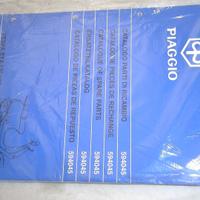 PIAGGIO
CATALOGO PARTI DI RICAMBIO 594045
CATALOGUE PIECES DE RECHANGE 594045
CATALOGUE OF SPARE PARTS 594045
ERSATZTEILKATALOG 594045
CATALOGO DE PIEZAS DE REPUESTO 594045